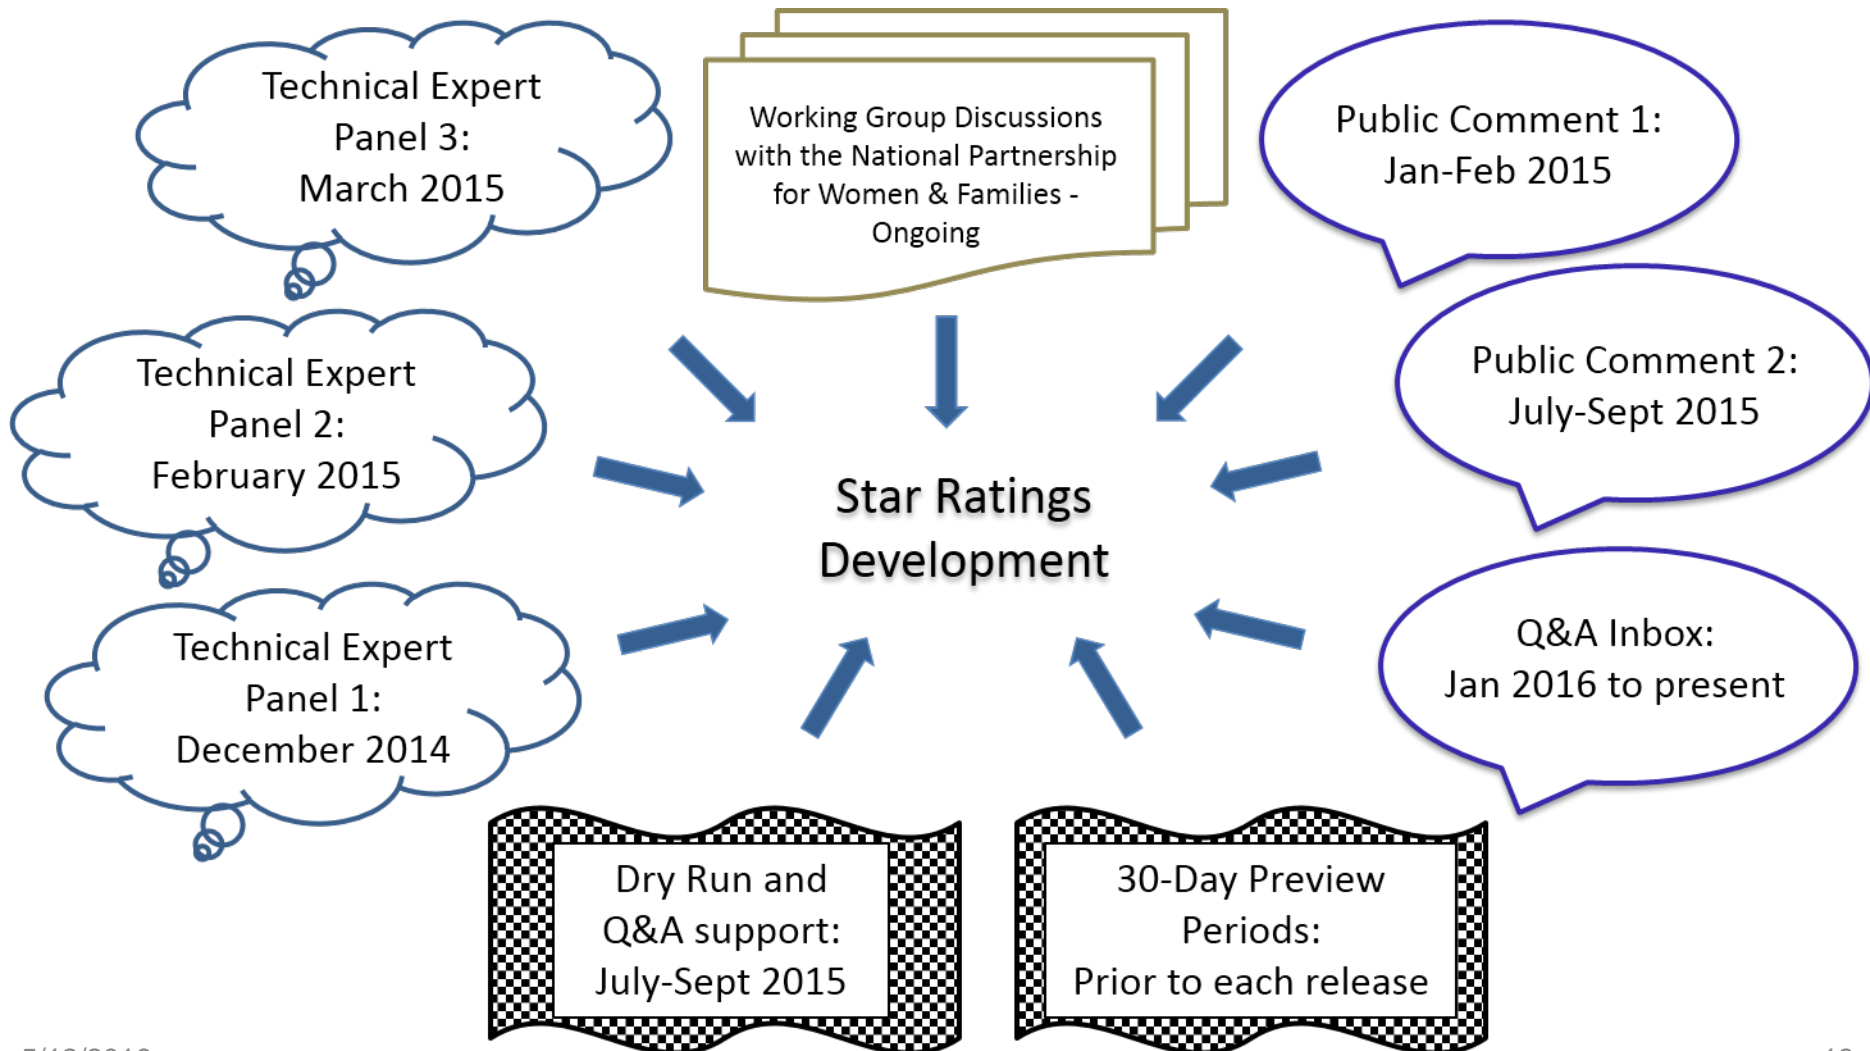 Technical Expert
Panel 3:
March 2015
Working Group Discussions
with the National Partnership
for Women & Families -
Ongoing
Public Comment 1:
Jan-Feb 2015
Technical Expert
Panel 2:
February 2015
Public Comment 2:
July-Sept 2015
Star Ratings
Development
Technical Expert
Panel 1:
December 2014
Q&A Inbox:
Jan 2016 to present
Dry Run and
Q&A support:
July-Sept 2015
30-Day Preview
Periods:
Prior to each release